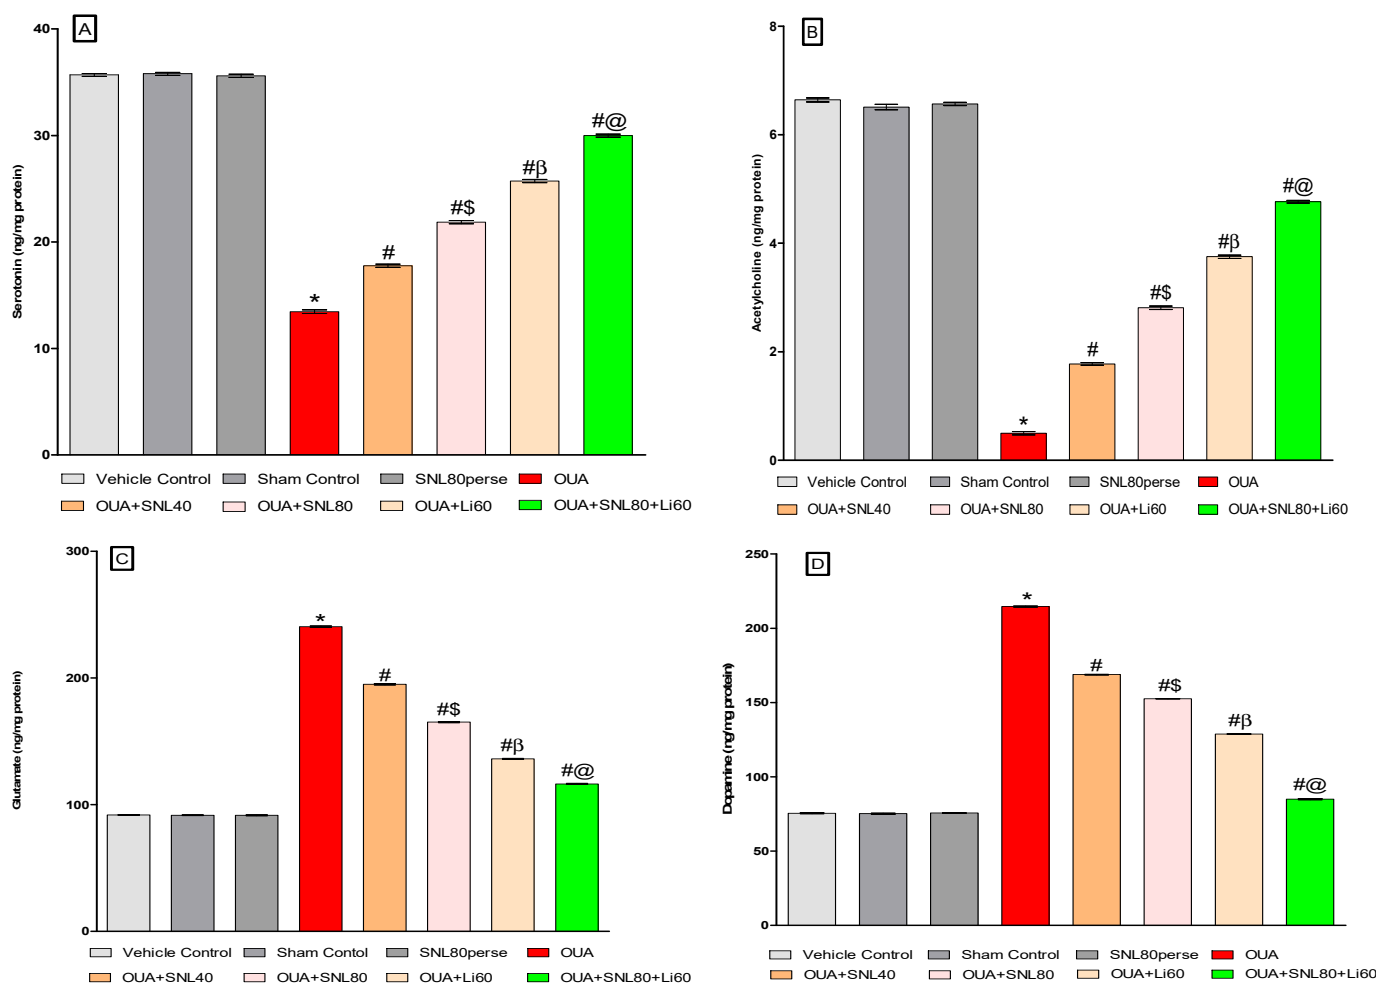 A
Serotonin (ng/mg protein)
40
30
20
10
0
*
#
#$
#β
#@
Vehicle Control Sham Control SNL80perse OUA
OUA+SNL40 OUA+SNL80 OUA+Li60 OUA+SNL80+Li60
B
Acetylcholine (ng/mg protein)
8
6
4
2
0
*
#
#$
#β
#@
Vehicle Control Sham Control SNL80perse OUA
OUA+SNL40 OUA+SNL80 OUA+Li60 OUA+SNL80+Li60
C
Glutamate (ng/mg protein)
300
200
100
0
*
#
#$
#β
#@
Vehicle Control Sham Contol SNL80perse OUA
OUA+SNL40 OUA+SNL80 OUA+Li60 OUA+SNL80+Li60
D
Dopamine (ng/mg protein)
250
200
150
100
50
0
*
#
#$
#β
#@
Vehicle Control Sham Control SNL80perse OUA
OUA+SNL40 OUA+SNL80 OUA+Li60 OUA+SNL80+Li60